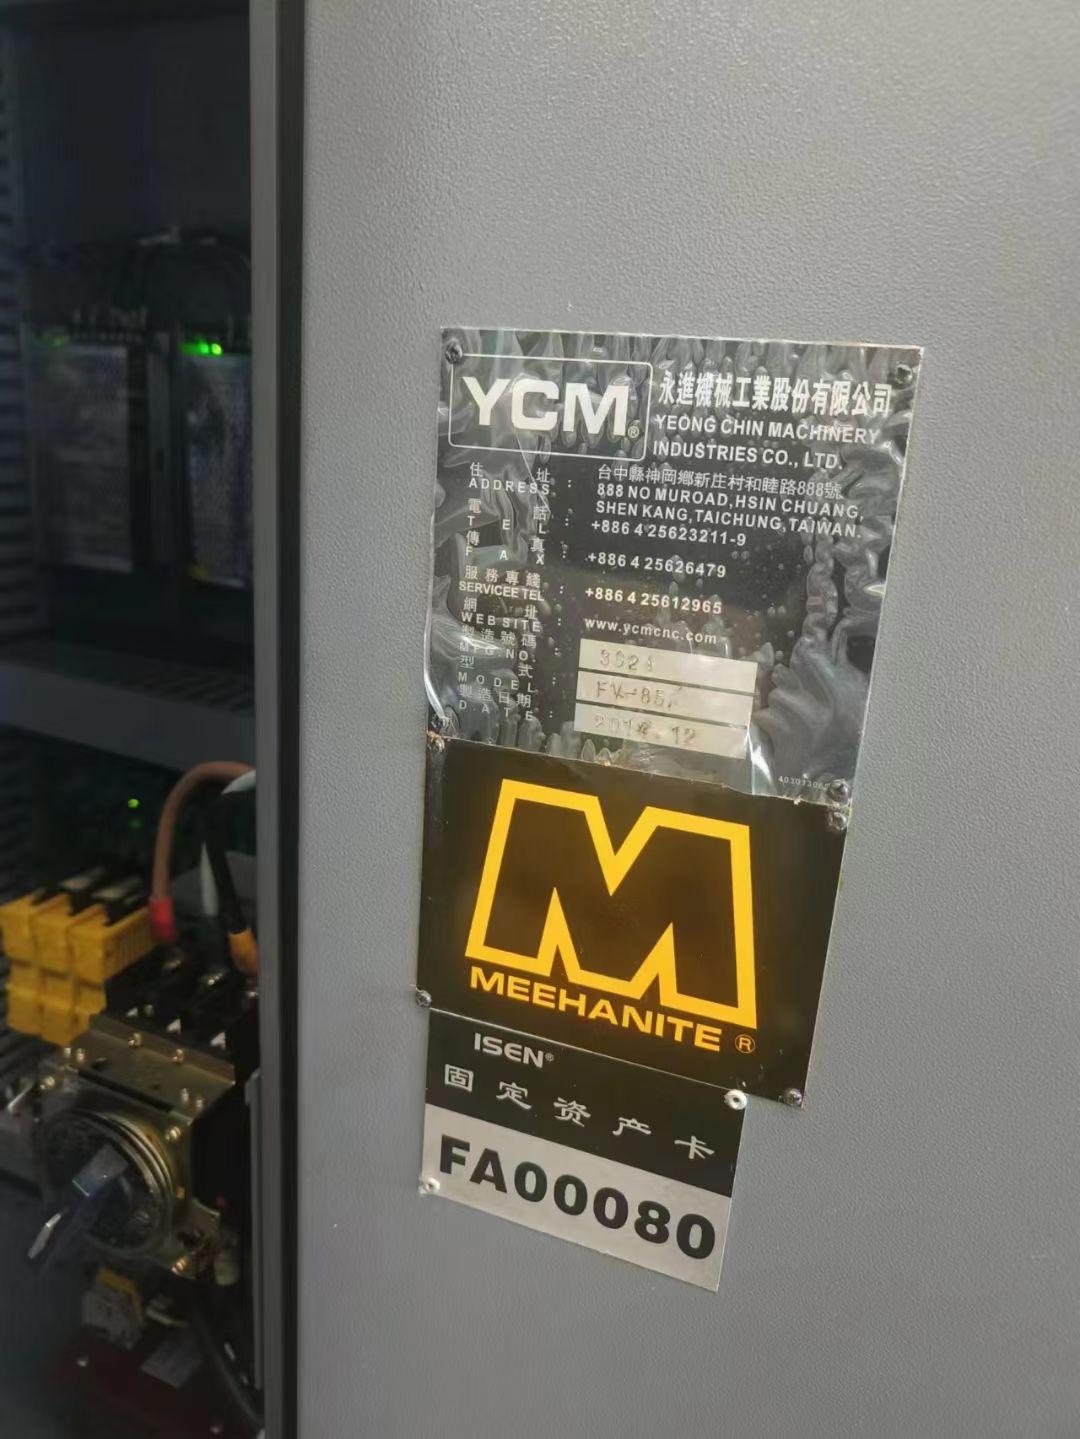 YCM®
永進機械工業股份有限公司
YEONG CHIN MACHINERY
INDUSTRIES CO., LTD.
住址 : 台中縣神岡鄉新庄村和睦路888號
ADDRESS 888 NO MUROAD, HSIN CHUANG,
SHEN KANG, TAICHUNG, TAIWAN.
電話 : +886 4 25623211-9
TEL
傳真 : +886 4 25626479
FAX
服務專綫 : +886 4 25612965
SERVICEE TEL
網址 : www.ycmcnc.com
WEB SITE
製造號碼 :
MFG. NO.
型式 :
MODEL
製造日期 : 2014.12
DATE
MEEHANITE®
ISEN®
固定资产卡
FA00080